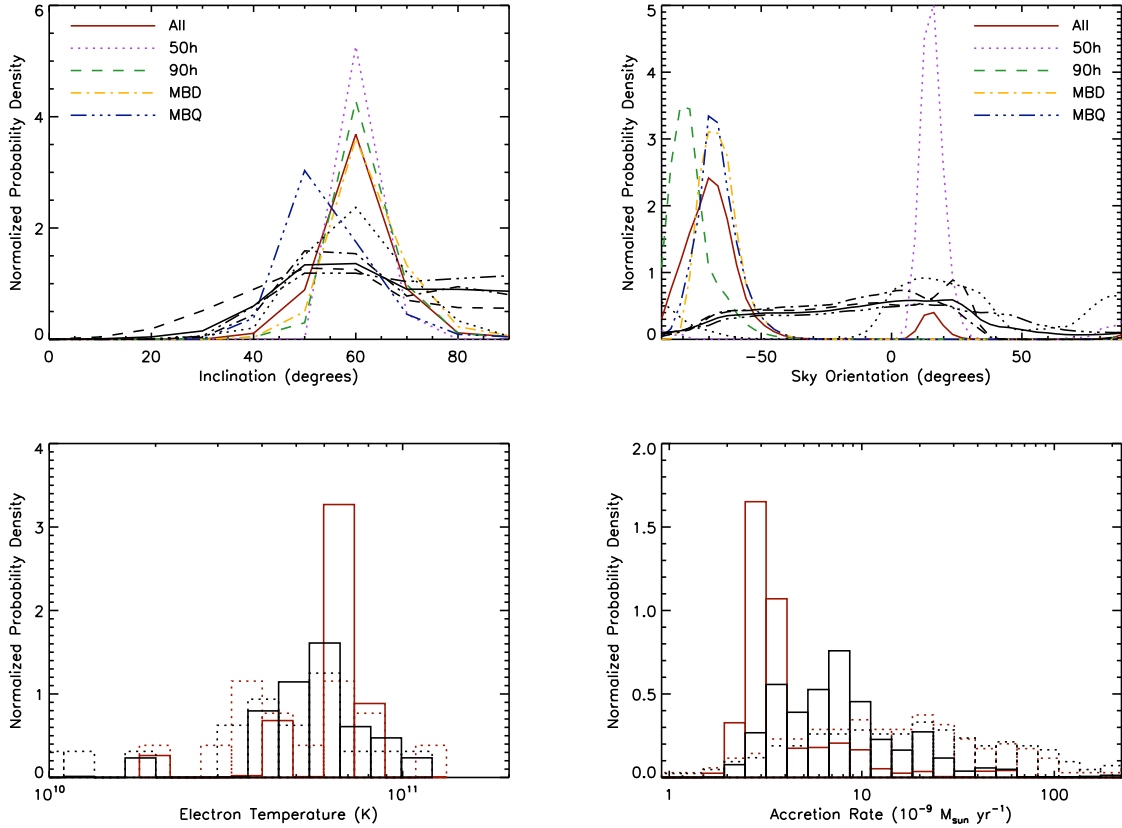 6
4
2
0
Normalized Probability Density
All
50h
90h
MBD
MBQ
0
20
40
60
80
Inclination (degrees)
5
4
3
2
1
0
Normalized Probability Density
All
50h
90h
MBD
MBQ
−50
0
50
Sky Orientation (degrees)
4
3
2
1
0
Normalized Probability Density
10^10
10^11
Electron Temperature (K)
2.0
1.5
1.0
0.5
0.0
Normalized Probability Density
1
10
100
Accretion Rate (10^-9 M_sun yr^-1)